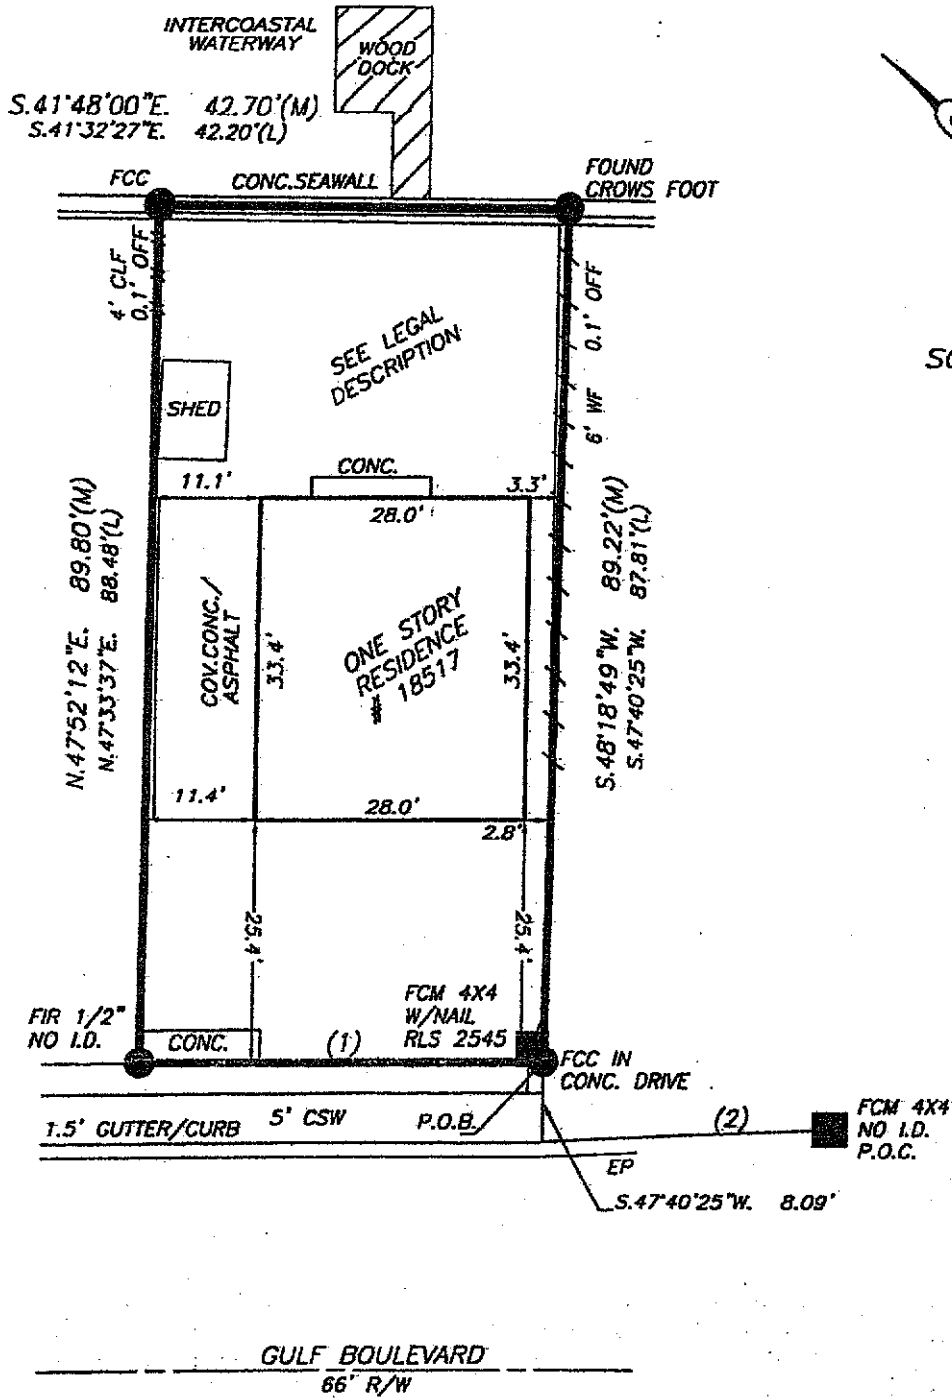 INTERCOASTAL
WATERWAY
WOOD
DOCK
S.41°48'00"E. 42.70'(M)
S.41°32'27"E. 42.20'(L)
FCC
CONC.SEAWALL
FOUND
CROWS FOOT
4' CLF
0.1' OFF
6' WF 0.1' OFF
SEE LEGAL
DESCRIPTION
SHED
CONC.
11.1'
28.0'
3.3'
N.47°52'12"E. 89.80'(M)
N.47°33'37"E. 88.48'(L)
COV.CONC./
ASPHALT
33.4'
ONE STORY
RESIDENCE
# 18517
33.4'
S.48°18'49"W. 89.22'(M)
S.47°40'25"W. 87.81'(L)
11.4'
28.0'
2.8'
25.4'
25.4'
FIR 1/2"
NO I.D.
CONC.
(1)
FCM 4X4
W/NAIL
RLS 2545
FCC IN
CONC. DRIVE
1.5' GUTTER/CURB
5' CSW
P.O.B.
(2)
FCM 4X4
NO I.D.
P.O.C.
EP
S.47°40'25"W. 8.09'
GULF BOULEVARD
66' R/W